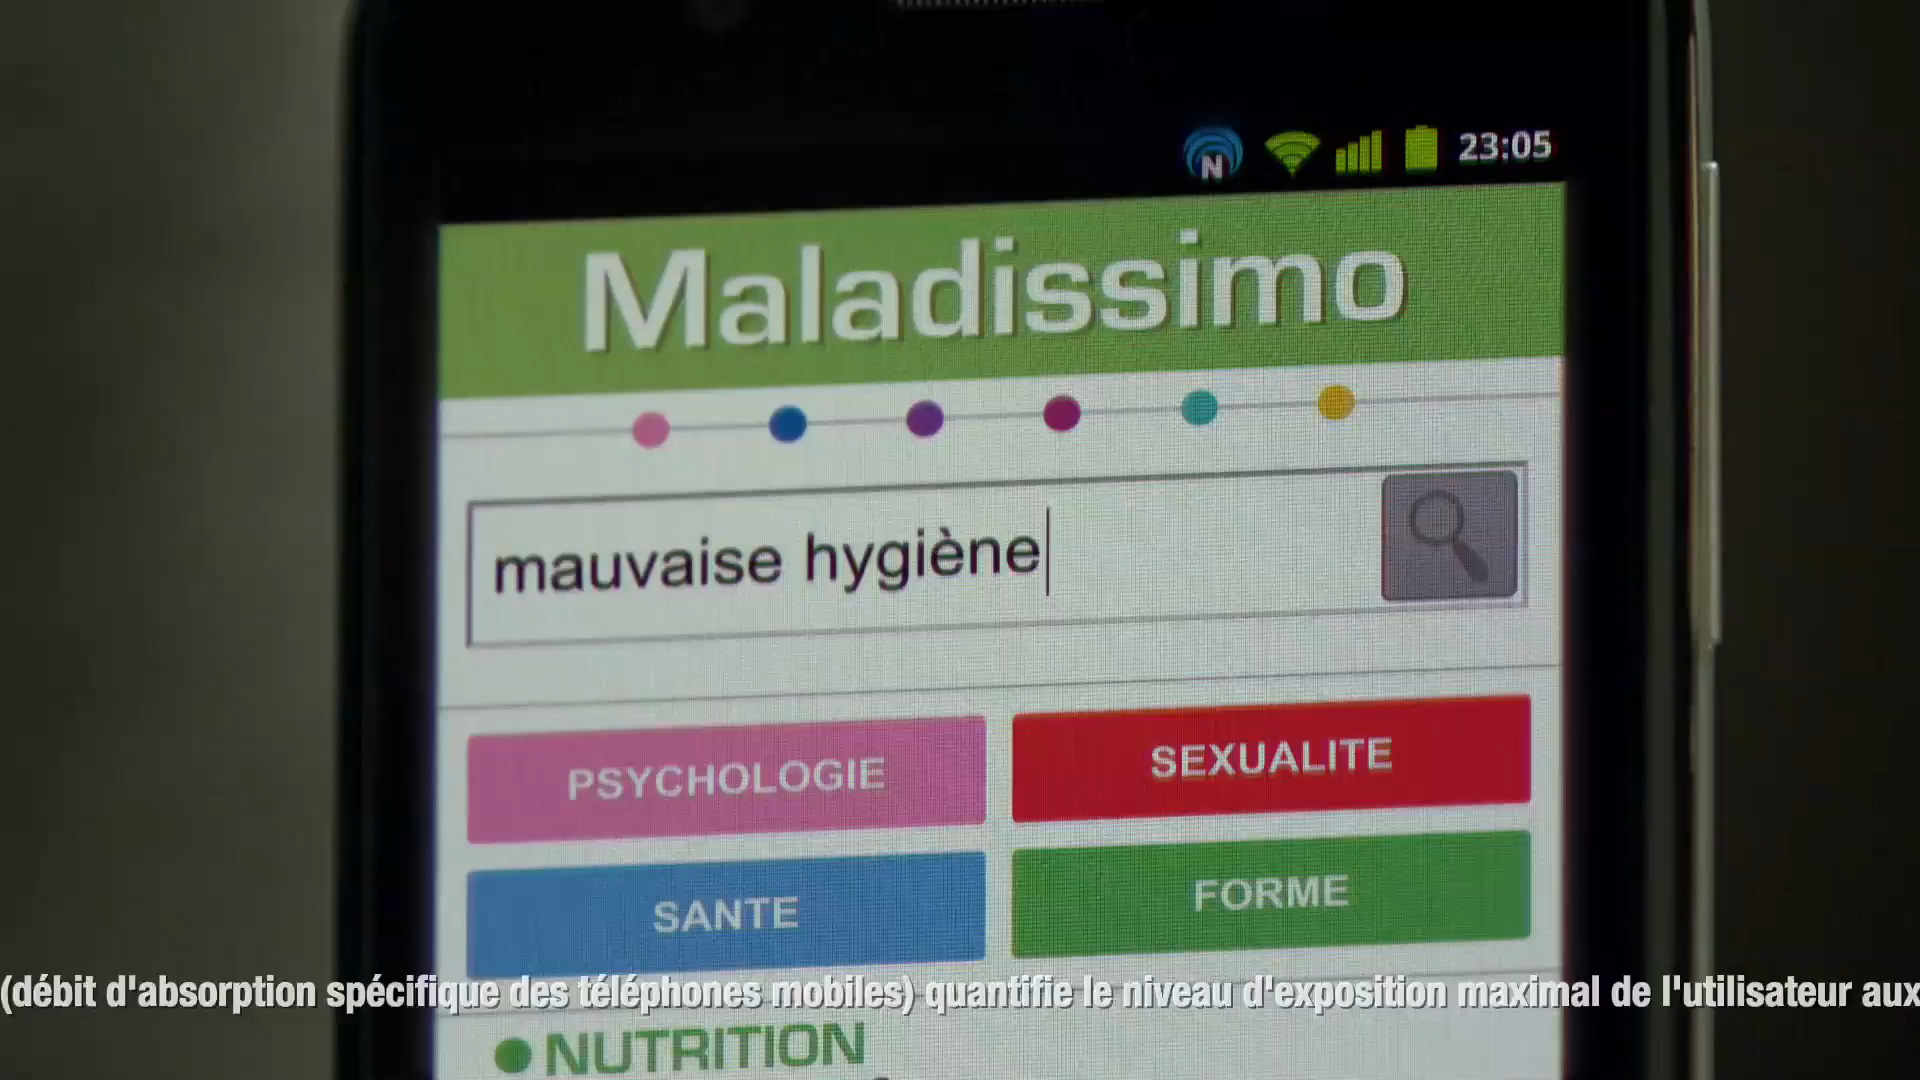 N 23:05
Maladissimo
mauvaise hygiène
PSYCHOLOGIE
SEXUALITE
SANTE
FORME
(débit d'absorption spécifique des téléphones mobiles) quantifie le niveau d'exposition maximal de l'utilisateur aux
NUTRITION